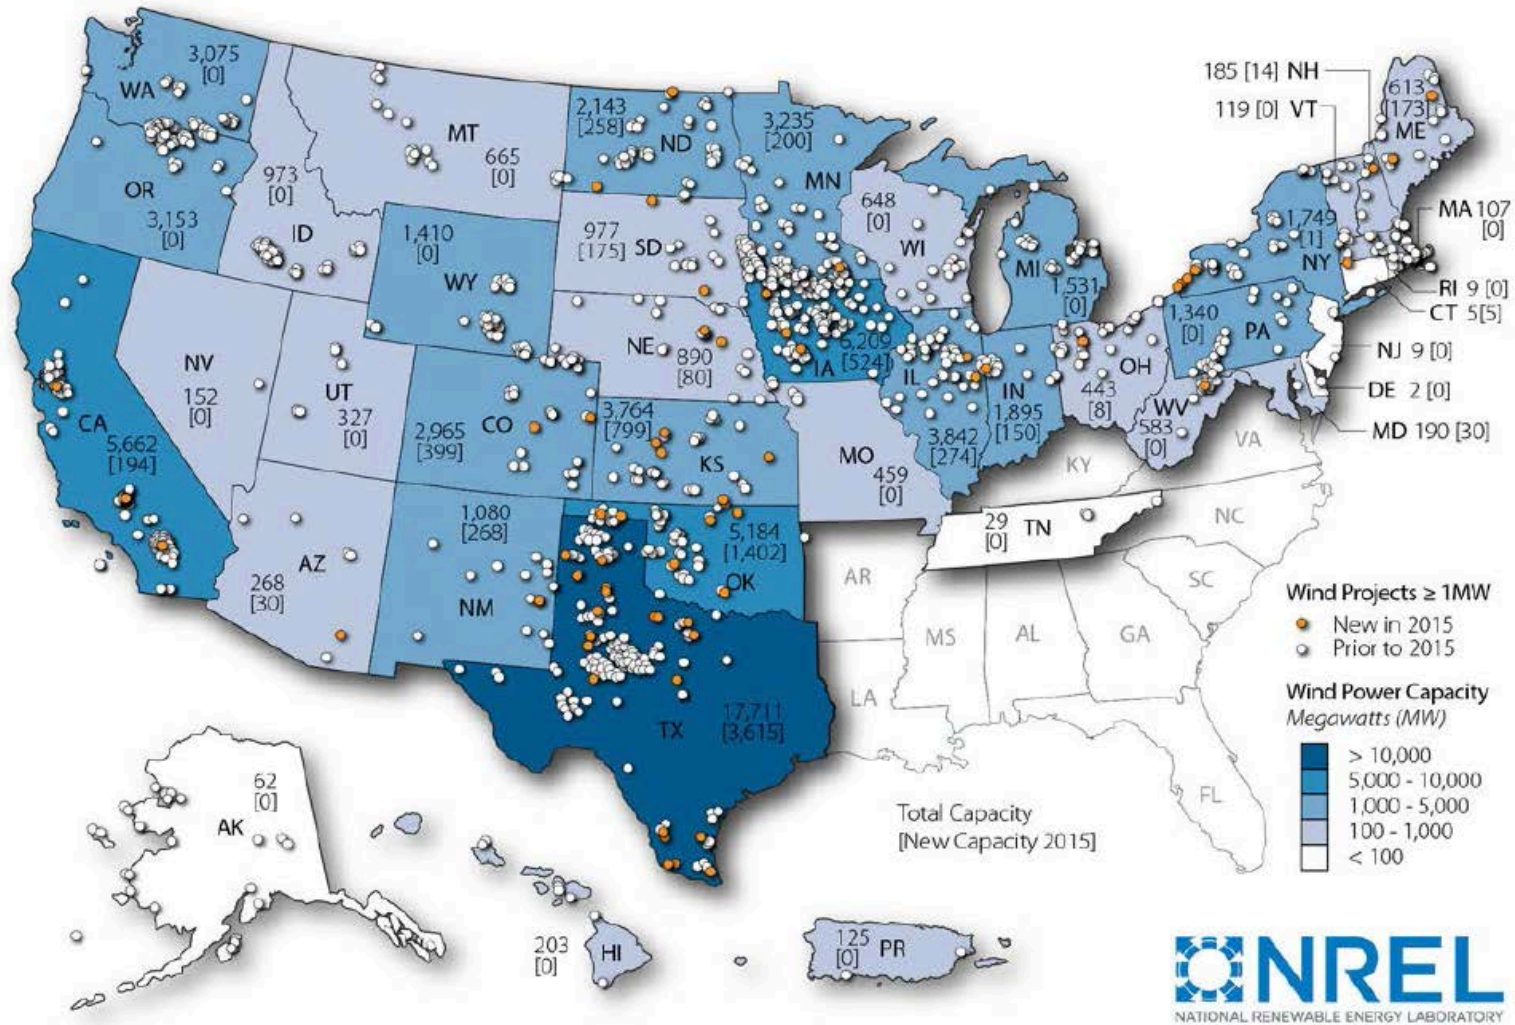 3,075
[0]
WA
OR
3,153
[0]
973
[0]
ID
MT
665
[0]
2,143
[258]
ND
3,235
[200]
MN
977
[175]
SD
1,410
[0]
WY
648
[0]
WI
MI
1,531
[0]
185 [14] NH
119 [0] VT
613
[173]
ME
1,749
[1]
NY
MA 107
[0]
RI 9 [0]
CT 5[5]
NJ 9 [0]
DE 2 [0]
MD 190 [30]
1,340
[0]
PA
NV
152
[0]
UT
327
[0]
CA
5,662
[194]
CO
2,965
[399]
NE
890
[80]
6,209
IA [524]
IL
3,842
[274]
IN
1,895
[150]
OH
443
[8]
WV
583
[0]
VA
KY
3,764
[799]
KS
MO
459
[0]
AZ
268
[30]
1,080
[268]
NM
5,184
[1,402]
OK
29
[0]
TN
NC
AR
SC
MS
AL
GA
LA
FL
17,711
[3,615]
TX
62
[0]
AK
203
[0]
HI
125
[0]
PR
Total Capacity
[New Capacity 2015]
Wind Projects ≥ 1MW
New in 2015
Prior to 2015
Wind Power Capacity
Megawatts (MW)
> 10,000
5,000 - 10,000
1,000 - 5,000
100 - 1,000
< 100
NREL
NATIONAL RENEWABLE ENERGY LABORATORY